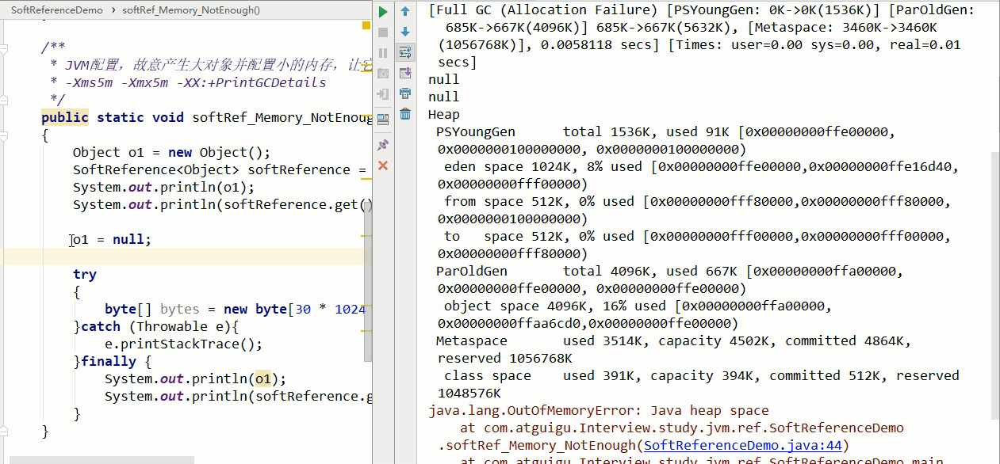 SoftReferenceDemo › softRef_Memory_NotEnough()
/**
* JVM配置，故意产生大对象并配置小的内存，让它
* -Xms5m -Xmx5m -XX:+PrintGCDetails
*/
public static void softRef_Memory_NotEnoug
{
Object o1 = new Object();
SoftReference<Object> softReference =
System.out.println(o1);
System.out.println(softReference.get()
o1 = null;
try
{
byte[] bytes = new byte[30 * 1024
}catch (Throwable e){
e.printStackTrace();
}finally {
System.out.println(o1);
System.out.println(softReference.g
}
}
[Full GC (Allocation Failure) [PSYoungGen: 0K->0K(1536K)] [ParOldGen:
685K->667K(4096K)] 685K->667K(5632K), [Metaspace: 3460K->3460K
(1056768K)], 0.0058118 secs] [Times: user=0.00 sys=0.00, real=0.01
secs]
null
null
Heap
PSYoungGen total 1536K, used 91K [0x00000000ffe00000,
0x0000000100000000, 0x0000000100000000)
eden space 1024K, 8% used [0x00000000ffe00000,0x00000000ffe16d40,
0x00000000fff00000)
from space 512K, 0% used [0x00000000fff80000,0x00000000fff80000,
0x0000000100000000)
to space 512K, 0% used [0x00000000fff00000,0x00000000fff00000,
0x00000000fff80000)
ParOldGen total 4096K, used 667K [0x00000000ffa00000,
0x00000000ffe00000, 0x00000000ffe00000)
object space 4096K, 16% used [0x00000000ffa00000,
0x00000000ffaa6cd0,0x00000000ffe00000)
Metaspace used 3514K, capacity 4502K, committed 4864K,
reserved 1056768K
class space used 391K, capacity 394K, committed 512K, reserved
1048576K
java.lang.OutOfMemoryError: Java heap space
at com.atguigu.Interview.study.jvm.ref.SoftReferenceDemo
.softRef_Memory_NotEnough(SoftReferenceDemo.java:44)
at com.atguigu.Interview.study.jvm.ref.SoftReferenceDemo.main